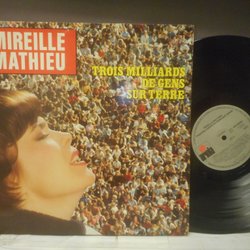 MIREILLE
MATHIEU
TROIS MILLIARDS
DE GENS
SUR TERRE